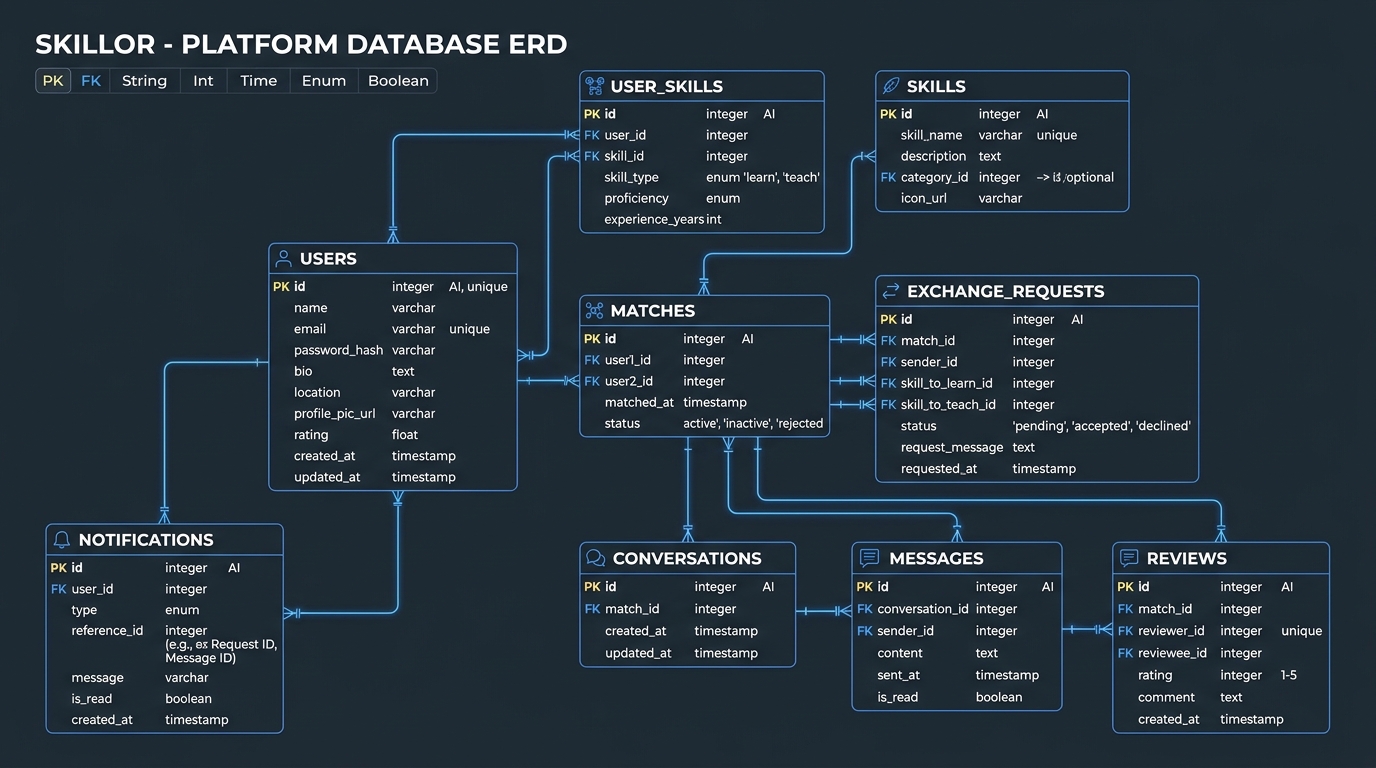 SKILLOR - PLATFORM DATABASE ERD
PK FK String Int Time Enum Boolean
USER_SKILLS
PK id integer AI
FK user_id integer
FK skill_id integer
skill_type enum 'learn', 'teach'
proficiency enum
experience_years int
SKILLS
PK id integer AI
skill_name varchar unique
description text
FK category_id integer -> /optional
icon_url varchar
USERS
PK id integer AI, unique
name varchar
email varchar unique
password_hash varchar
bio text
location varchar
profile_pic_url varchar
rating float
created_at timestamp
updated_at timestamp
MATCHES
PK id integer AI
FK user1_id integer
FK user2_id integer
matched_at timestamp
status active', 'inactive', 'rejected
EXCHANGE_REQUESTS
PK id integer AI
FK match_id integer
FK sender_id integer
FK skill_to_learn_id integer
FK skill_to_teach_id integer
status 'pending', 'accepted', 'declined'
request_message text
requested_at timestamp
NOTIFICATIONS
PK id integer AI
FK user_id integer
type enum
reference_id integer
(e.g., Request ID,
Message ID)
message varchar
is_read boolean
created_at timestamp
CONVERSATIONS
PK id integer AI
FK match_id integer
created_at timestamp
updated_at timestamp
MESSAGES
PK id integer AI
FK conversation_id integer
FK sender_id integer
content text
sent_at timestamp
is_read boolean
REVIEWS
PK id integer AI
FK match_id integer
FK reviewer_id integer unique
FK reviewee_id integer
rating integer 1-5
comment text
created_at timestamp